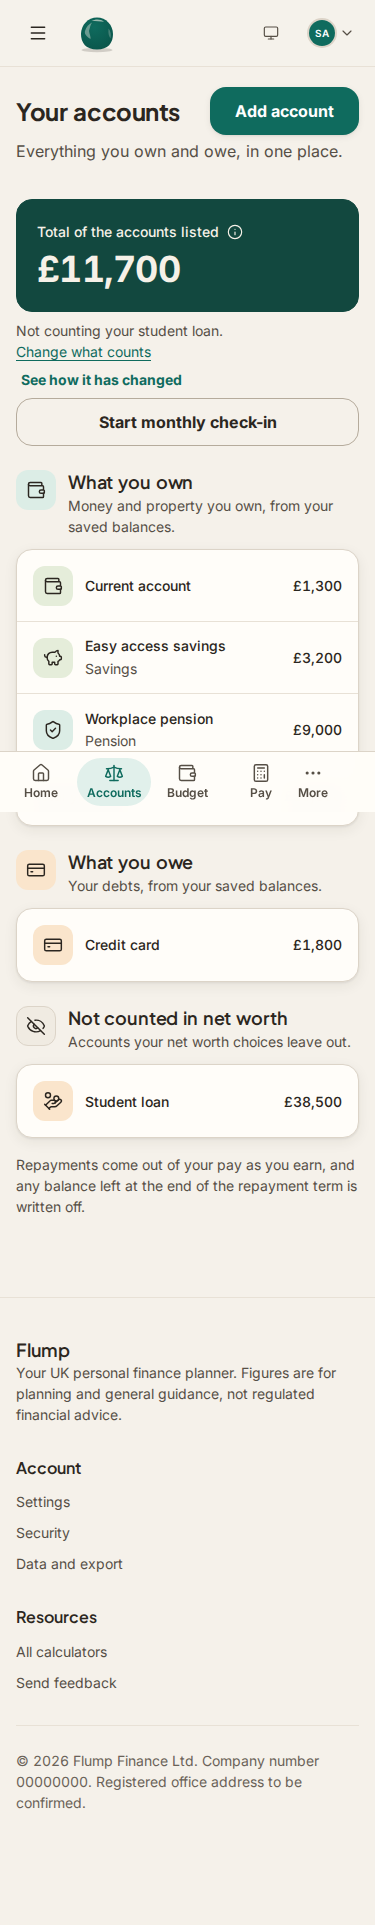 SA
Your accounts
Add account
Everything you own and owe, in one place.
Total of the accounts listed
£11,700
Not counting your student loan.
Change what counts
See how it has changed
Start monthly check-in
What you own
Money and property you own, from your
saved balances.
Current account £1,300
Easy access savings
Savings
£3,200
Workplace pension
Pension
£9,000
Home Accounts Budget Pay More
What you owe
Your debts, from your saved balances.
Credit card £1,800
Not counted in net worth
Accounts your net worth choices leave out.
Student loan £38,500
Repayments come out of your pay as you earn, and
any balance left at the end of the repayment term is
written off.
Flump
Your UK personal finance planner. Figures are for
planning and general guidance, not regulated
financial advice.
Account
Settings
Security
Data and export
Resources
All calculators
Send feedback
© 2026 Flump Finance Ltd. Company number
00000000. Registered office address to be
confirmed.